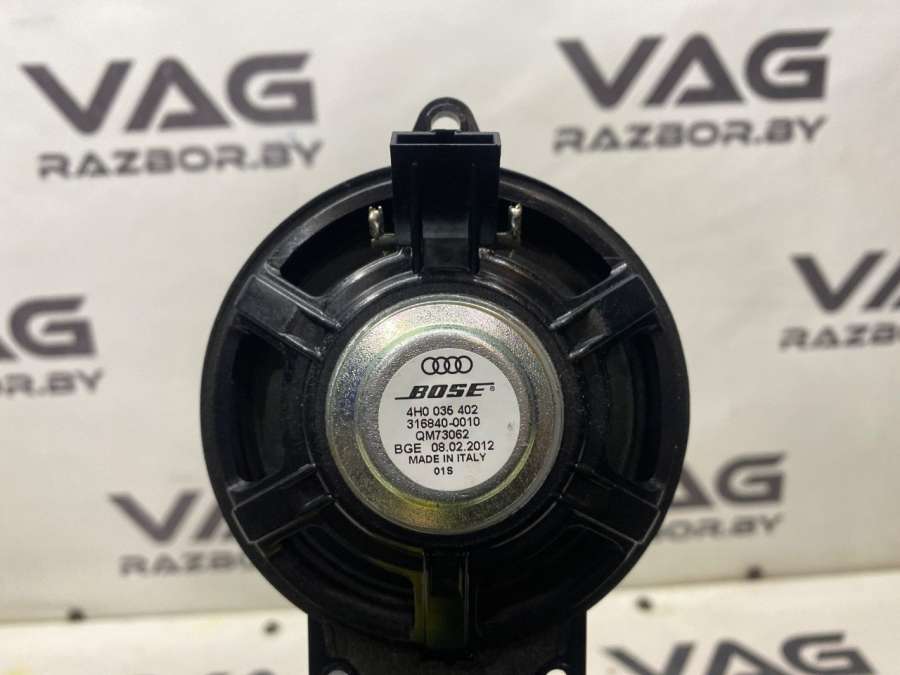 VAG
RAZBOR.BY
VAG
RAZBOR.BY
VAG
RAZBOR.BY
VAG
RAZBOR.BY
BOSE®
4H0 035 402
316840-0010
QM73062
BGE 08.02.2012
MADE IN ITALY
01S
VAG
RAZBOR.BY
VAG
RAZBOR.BY
VAG
VAG